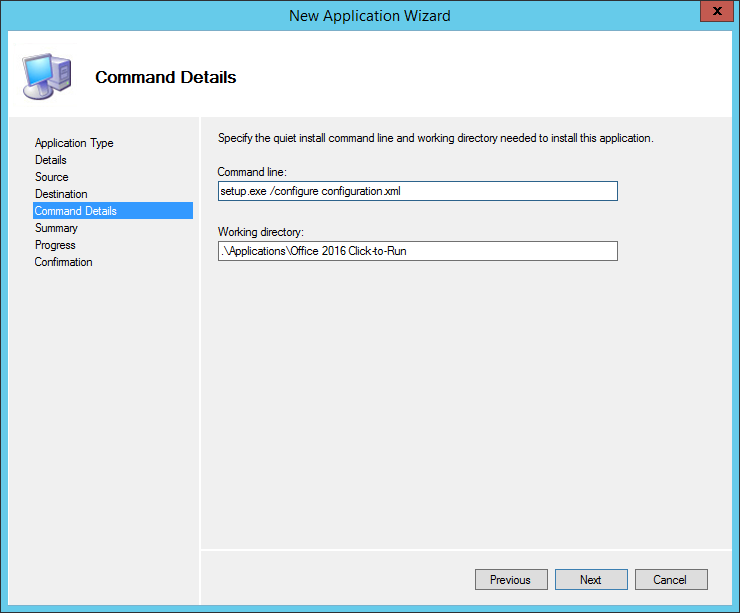 New Application Wizard
x
Command Details
Application Type
Details
Source
Destination
Command Details
Summary
Progress
Confirmation
Specify the quiet install command line and working directory needed to install this application.
Command line:
setup.exe /configure configuration.xml
Working directory:
.\Applications\Office 2016 Click-to-Run
Previous
Next
Cancel